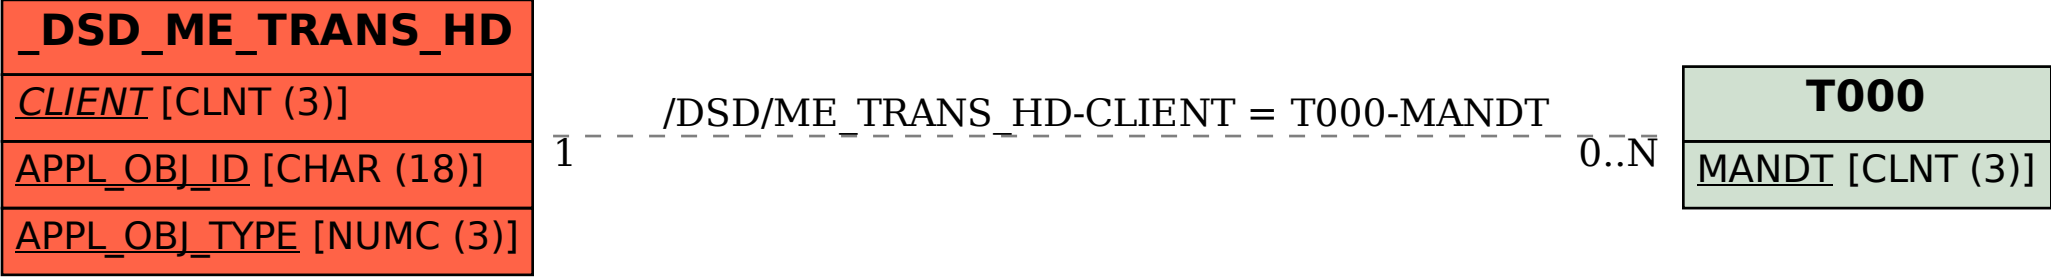 _DSD_ME_TRANS_HD
CLIENT [CLNT (3)]
APPL_OBJ_ID [CHAR (18)]
APPL_OBJ_TYPE [NUMC (3)]
/DSD/ME_TRANS_HD-CLIENT = T000-MANDT
1
0..N
T000
MANDT [CLNT (3)]